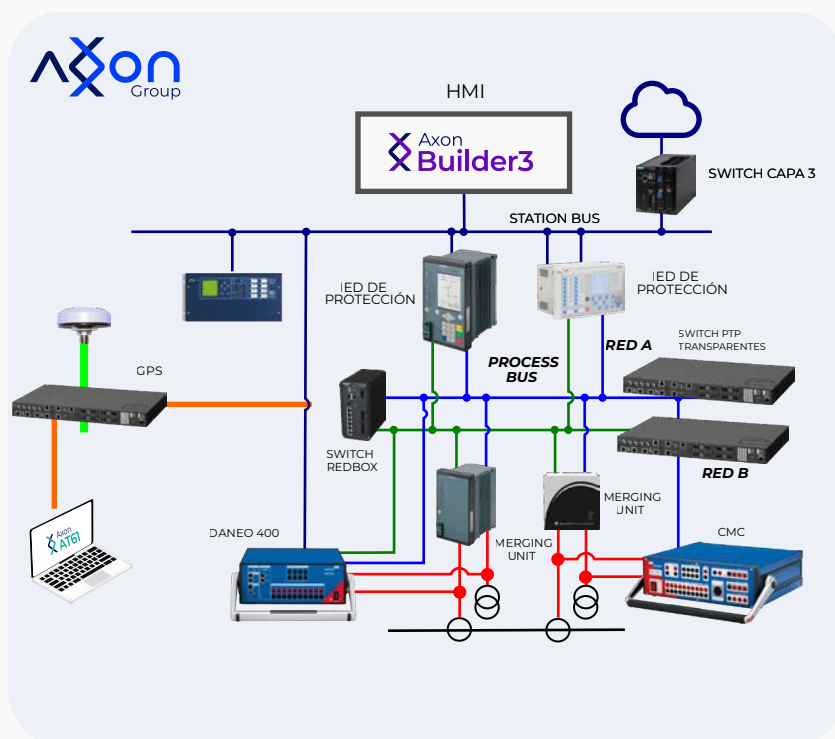 AXon
Group
HMI
Axon
Builder3
SWITCH CAPA 3
STATION BUS
IED DE
PROTECCIÓN
IED DE
PROTECCIÓN
SWITCH PTP
TRANSPARENTES
RED A
PROCESS
BUS
GPS
SWITCH
REDBOX
RED B
MERGING
UNIT
DANEO 400
MERGING
UNIT
CMC
Axon
AT61